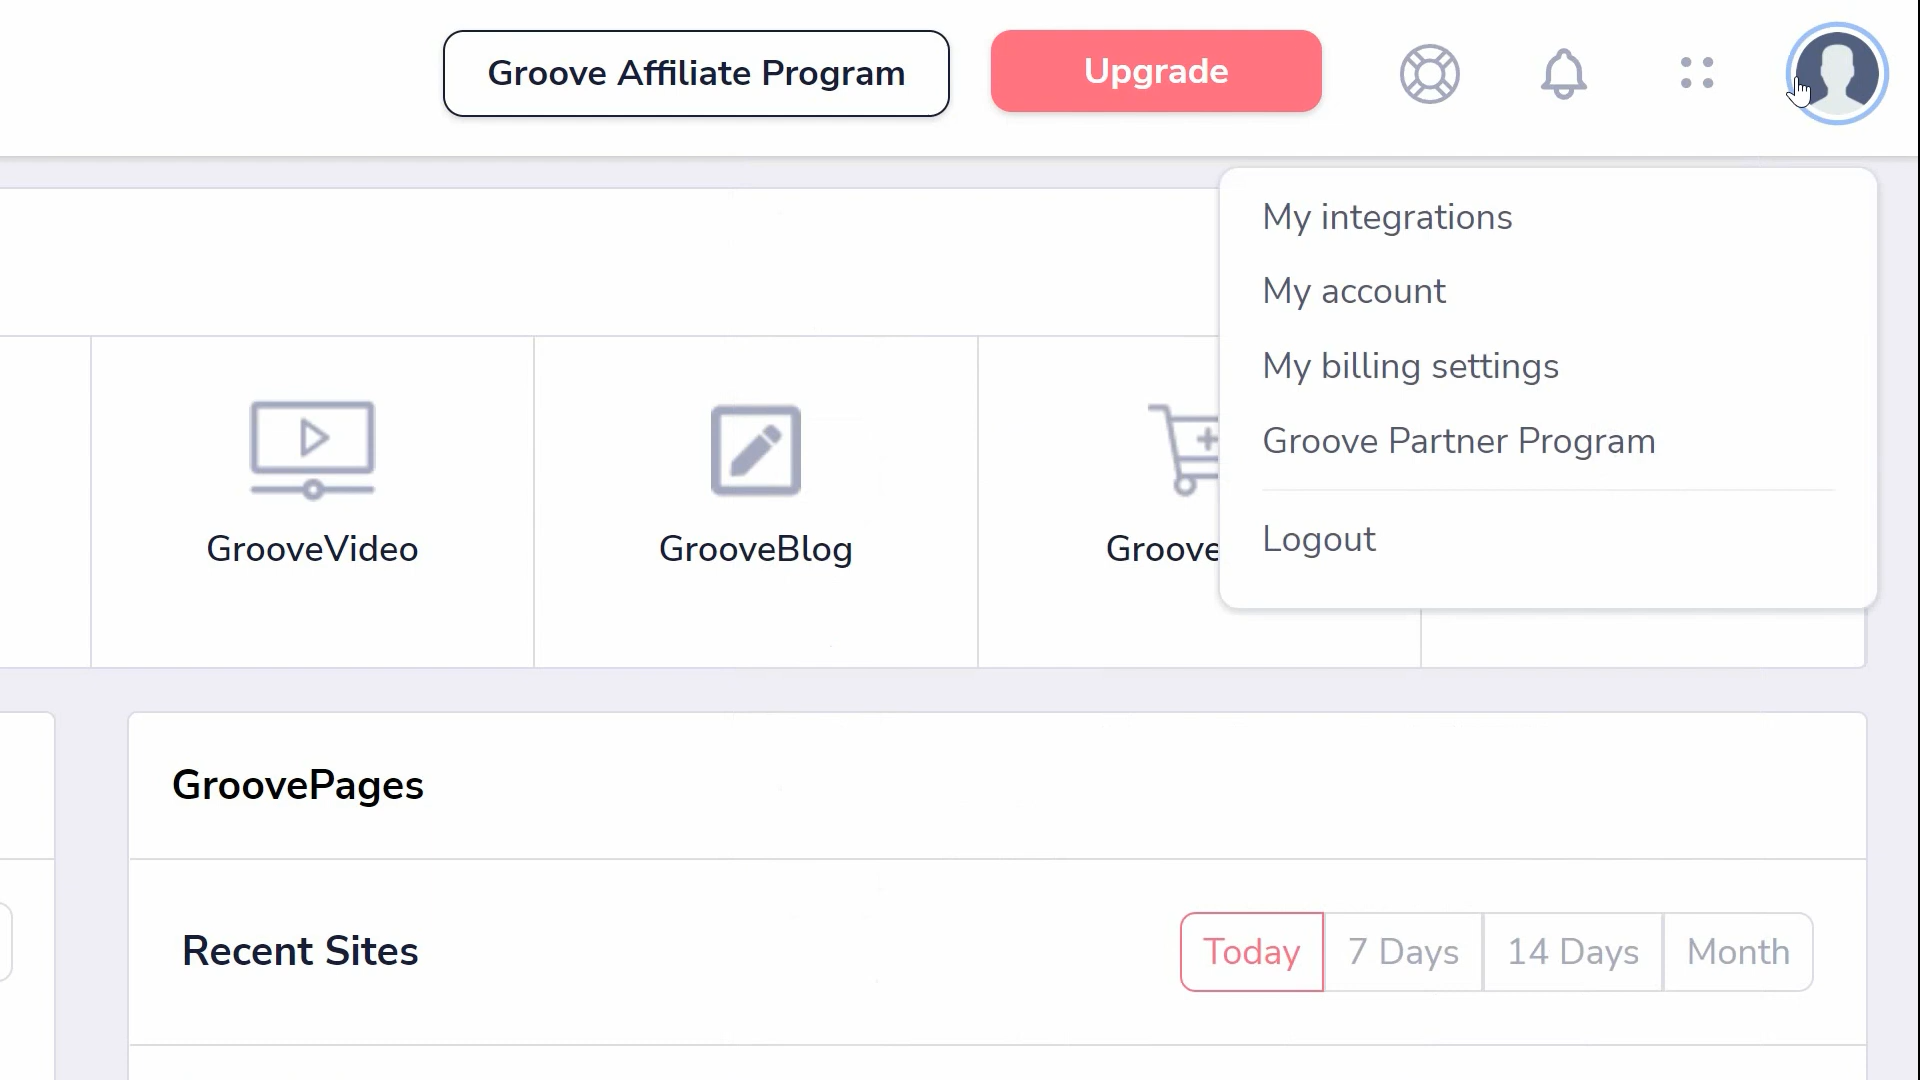 Groove Affiliate Program
Upgrade
My integrations
My account
My billing settings
Groove Partner Program
Logout
GrooveVideo
GrooveBlog
Groove
GroovePages
Recent Sites
Today
7 Days
14 Days
Month